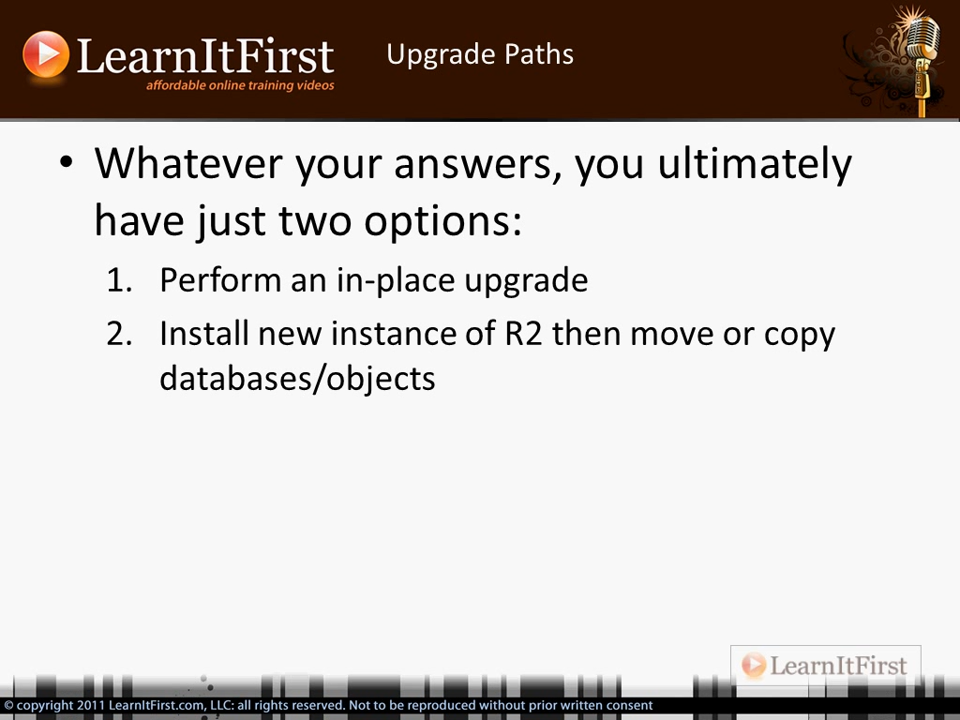 LearnItFirst
affordable online training videos
Upgrade Paths
• Whatever your answers, you ultimately
have just two options:
1. Perform an in-place upgrade
2. Install new instance of R2 then move or copy
databases/objects
LearnItFirst
© copyright 2011 LearnItFirst.com, LLC: all rights reserved. Not to be reproduced without prior written consent